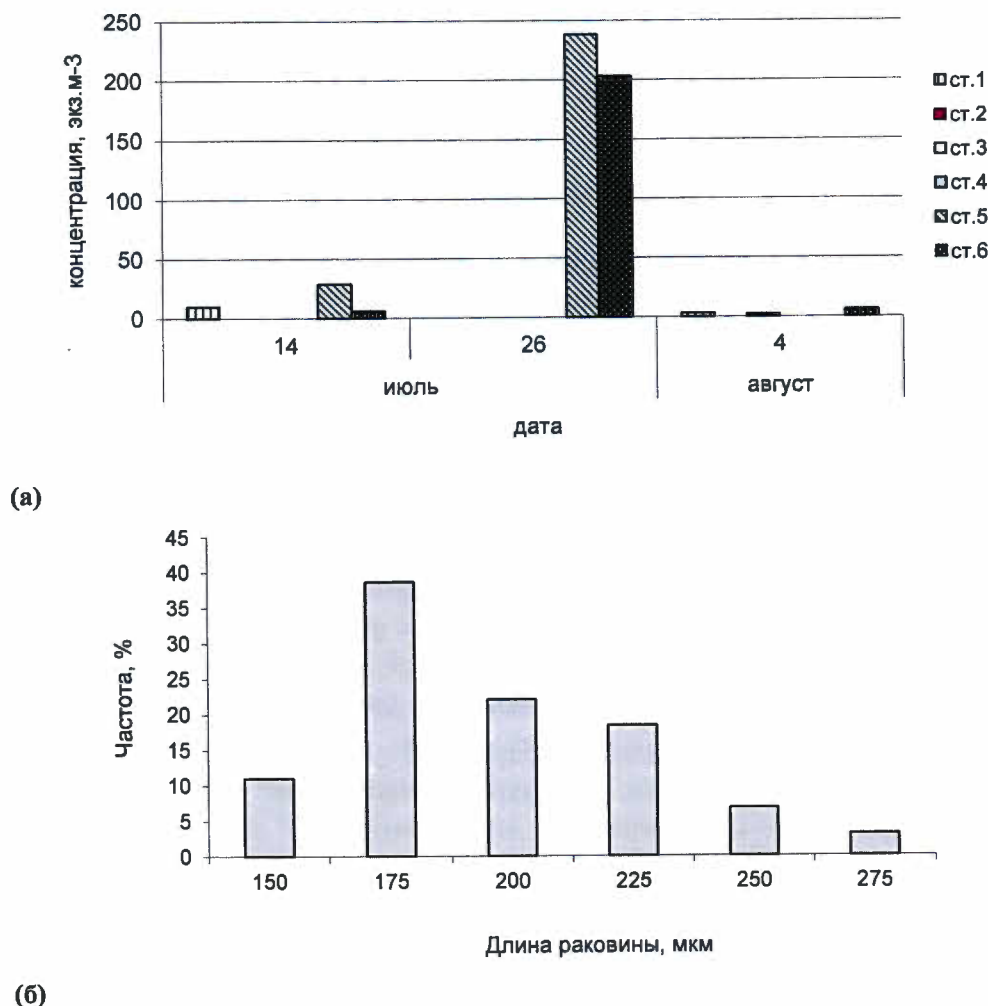 250
200
150
100
50
0
концентрация, экз.м-3
14
26
4
июль
август
дата
ст.1
ст.2
ст.3
ст.4
ст.5
ст.6
(а)
45
40
35
30
25
20
15
10
5
0
Частота, %
150
175
200
225
250
275
Длина раковины, мкм
(б)